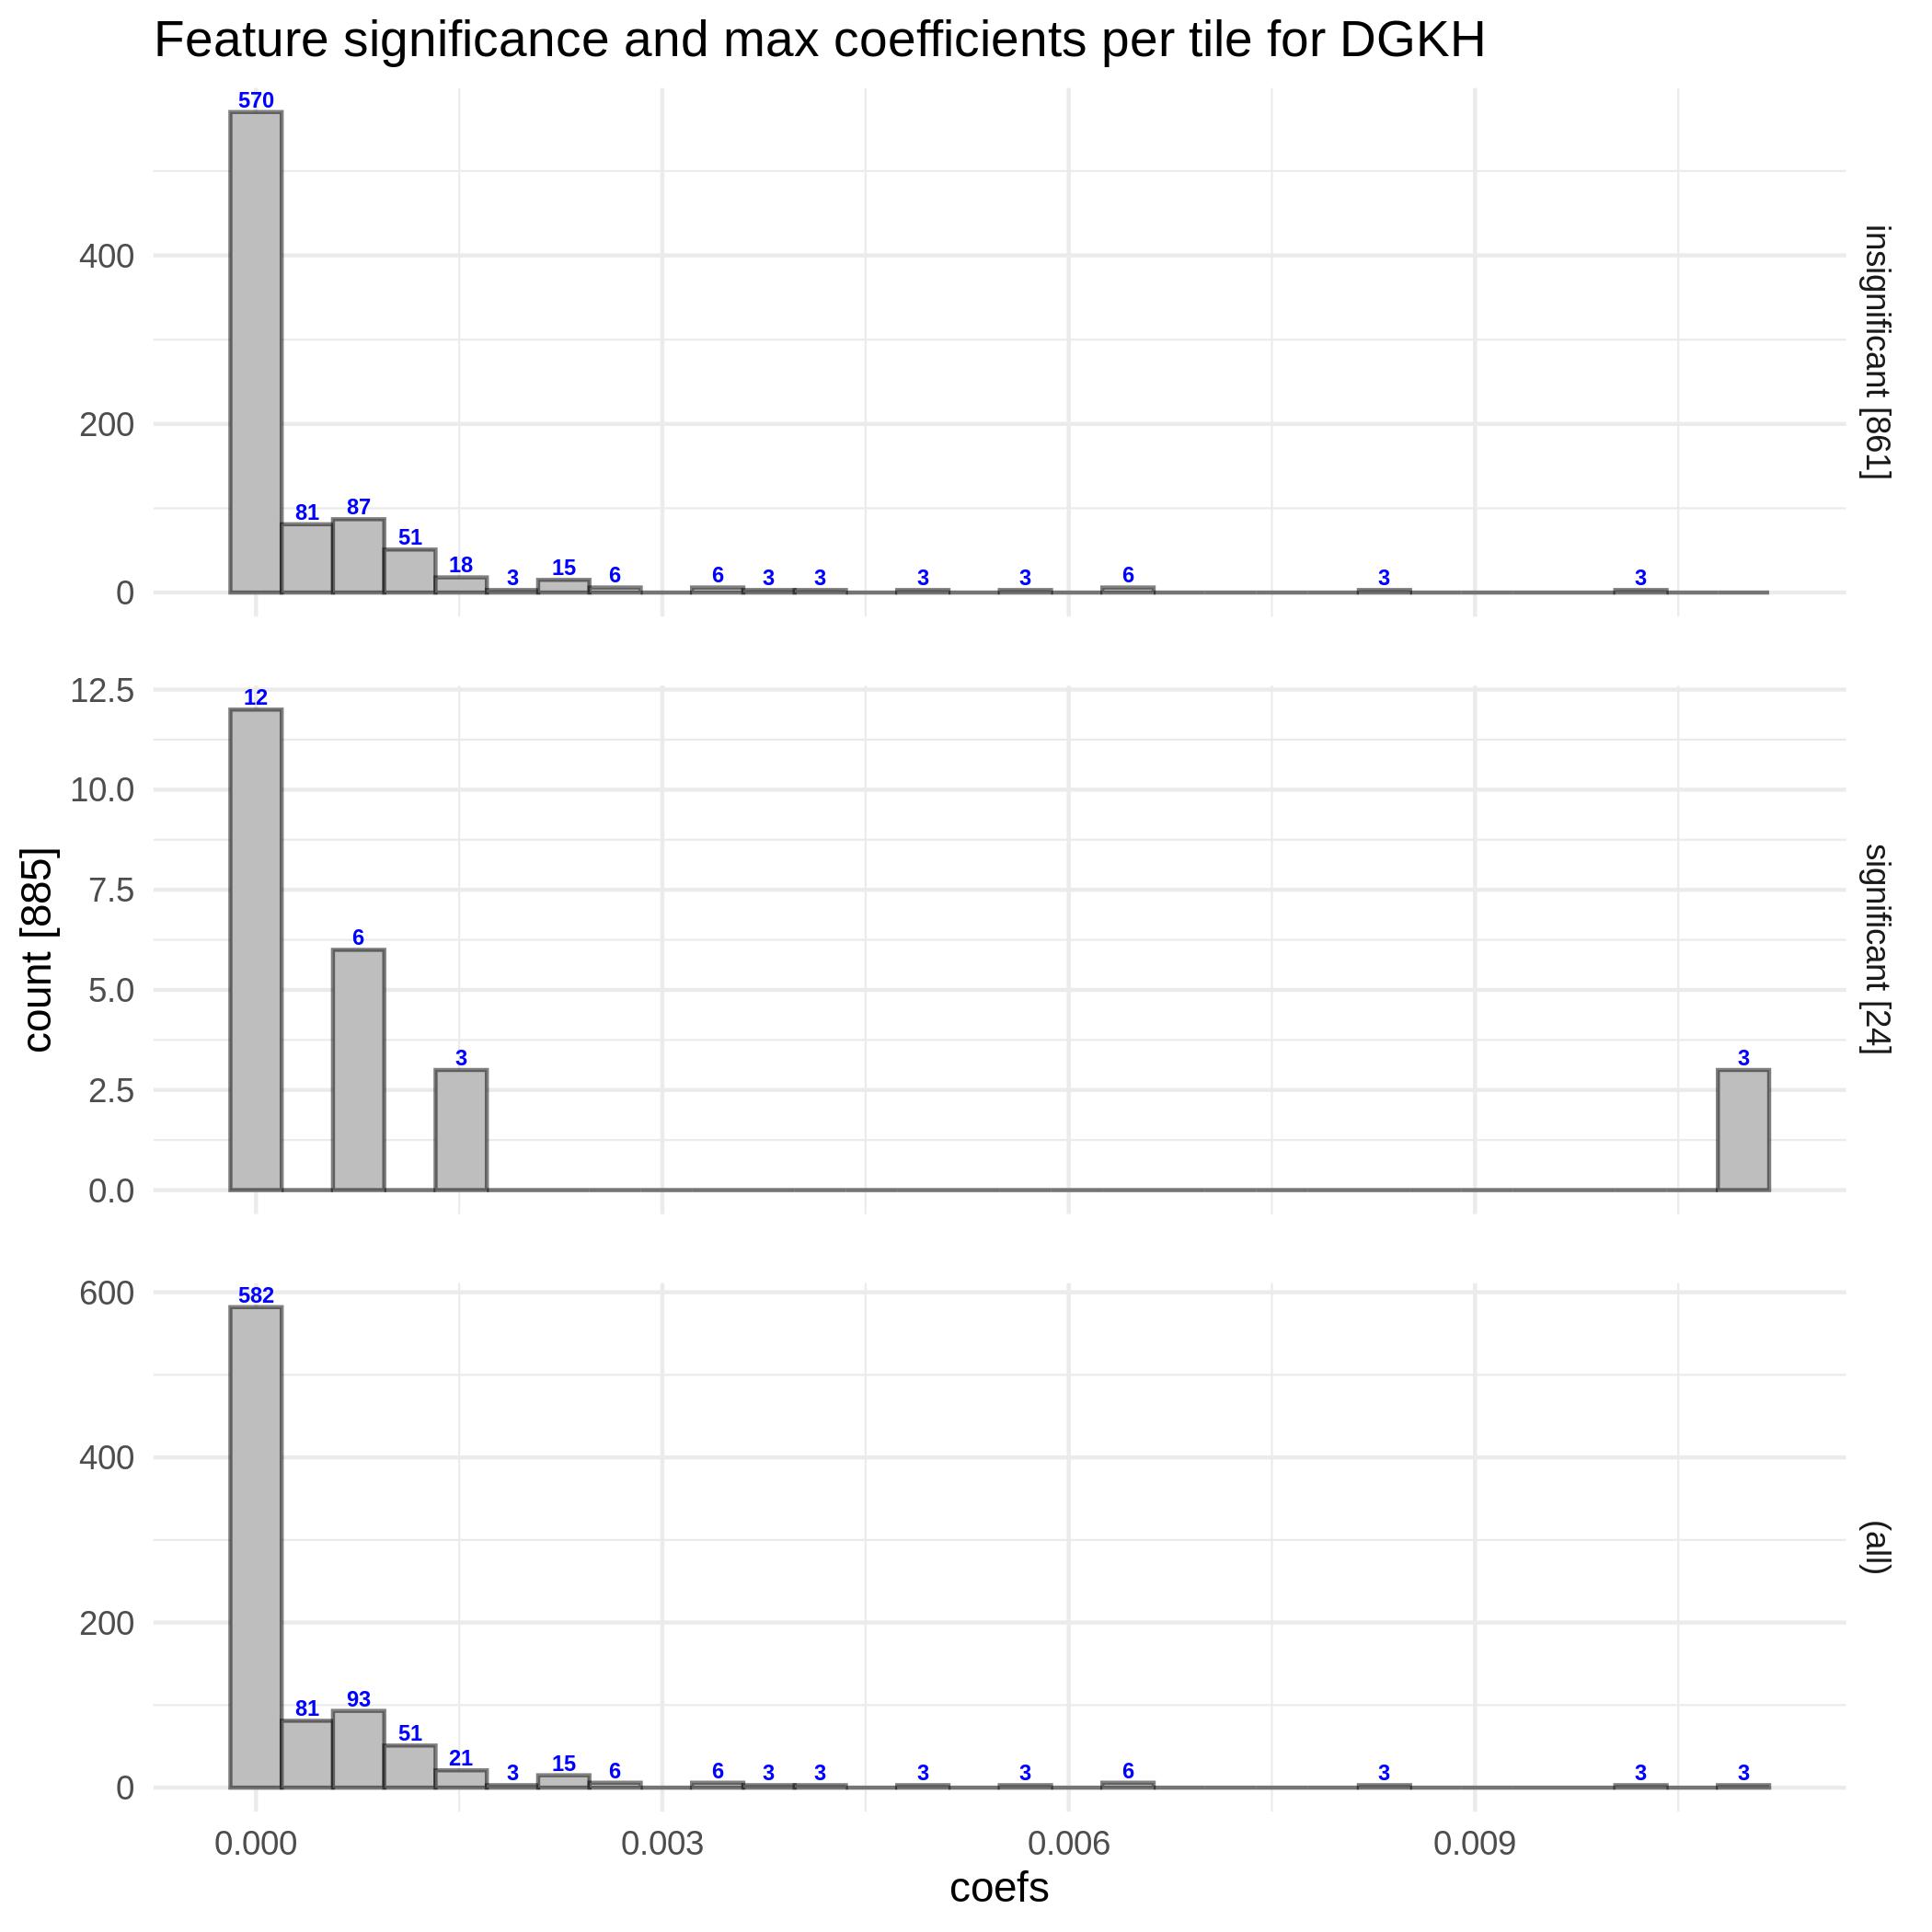 Feature significance and max coefficients per tile for DGKH
570
81 87 51 18 3 15 6 6 3 3 3 3 6 3 3
400
200
0
insignificant [861]
12.5
10.0
7.5
5.0
2.5
0.0
12
6
3 3
significant [24]
count [885]
600
400
200
0
582
81 93 51 21 3 15 6 6 3 3 3 3 6 3 3 3
(all)
0.000 0.003 0.006 0.009
coefs